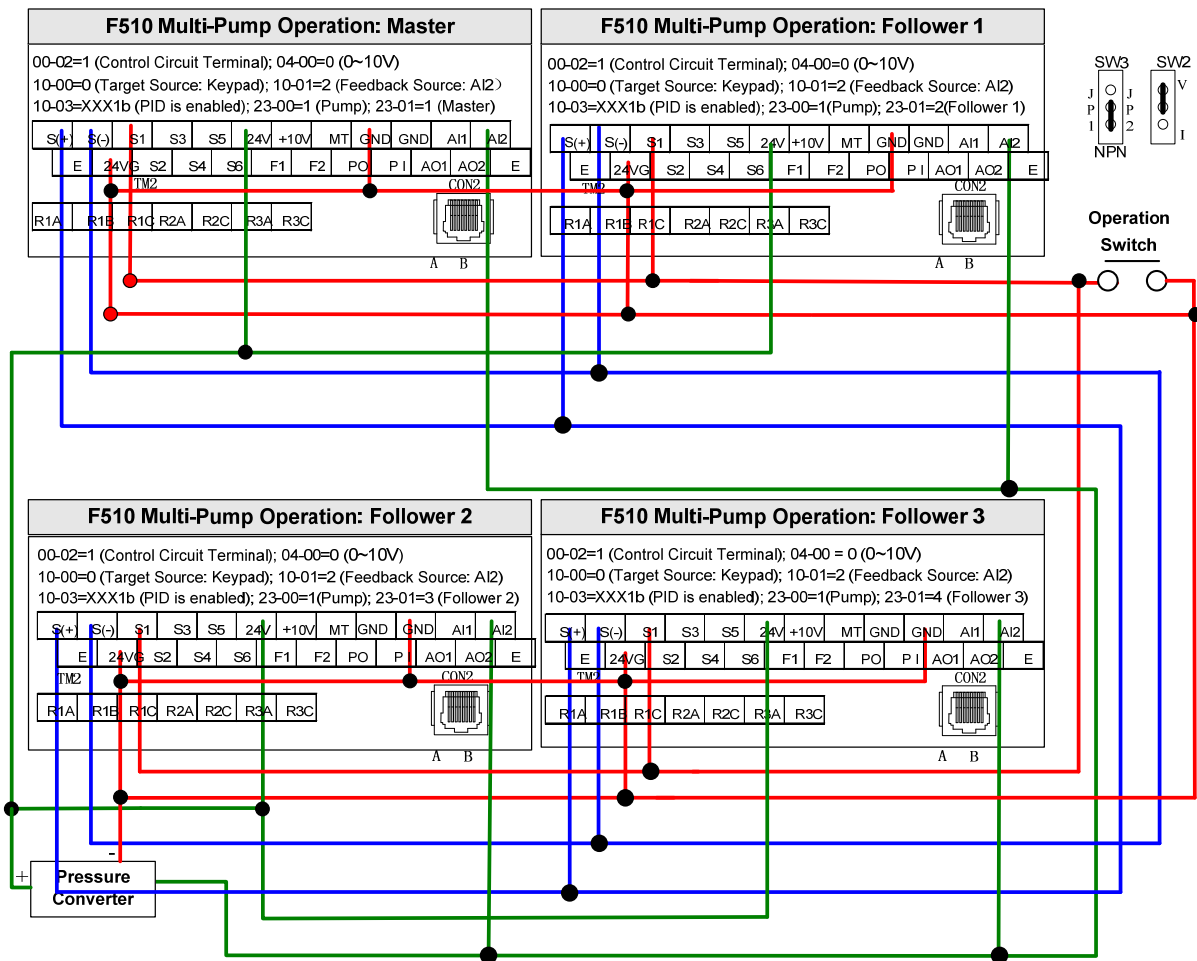 F510 Multi-Pump Operation: Master
00-02=1 (Control Circuit Terminal); 04-00=0 (0~10V)
10-00=0 (Target Source: Keypad); 10-01=2 (Feedback Source: AI2)
10-03=XXX1b (PID is enabled); 23-00=1 (Pump); 23-01=1 (Master)
S(+) S(-) S1 S3 S5 24V +10V MT GND GND AI1 AI2
E 24VG S2 S4 S6 F1 F2 PO PI AO1 AO2 E
TM2 CON2
R1A R1B R1C R2A R2C R3A R3C
A B
F510 Multi-Pump Operation: Follower 1
00-02=1 (Control Circuit Terminal); 04-00=0 (0~10V)
10-00=0 (Target Source: Keypad); 10-01=2 (Feedback Source: AI2)
10-03=XXX1b (PID is enabled); 23-00=1(Pump); 23-01=2(Follower 1)
S(+) S(-) S1 S3 S5 24V +10V MT GND GND AI1 AI2
E 24VG S2 S4 S6 F1 F2 PO PI AO1 AO2 E
TM2 CON2
R1A R1B R1C R2A R2C R3A R3C
A B
SW3 SW2
J J V
P P
1 2 I
NPN
Operation
Switch
F510 Multi-Pump Operation: Follower 2
00-02=1 (Control Circuit Terminal); 04-00=0 (0~10V)
10-00=0 (Target Source: Keypad); 10-01=2 (Feedback Source: AI2)
10-03=XXX1b (PID is enabled); 23-00=1(Pump); 23-01=3 (Follower 2)
S(+) S(-) S1 S3 S5 24V +10V MT GND GND AI1 AI2
E 24VG S2 S4 S6 F1 F2 PO PI AO1 AO2 E
TM2 CON2
R1A R1B R1C R2A R2C R3A R3C
A B
F510 Multi-Pump Operation: Follower 3
00-02=1 (Control Circuit Terminal); 04-00 = 0 (0~10V)
10-00=0 (Target Source: Keypad); 10-01=2 (Feedback Source: AI2)
10-03=XXX1b (PID is enabled); 23-00=1(Pump); 23-01=4 (Follower 3)
S(+) S(-) S1 S3 S5 24V +10V MT GND GND AI1 AI2
E 24VG S2 S4 S6 F1 F2 PO PI AO1 AO2 E
TM2 CON2
R1A R1B R1C R2A R2C R3A R3C
A B
-
+
Pressure
Converter